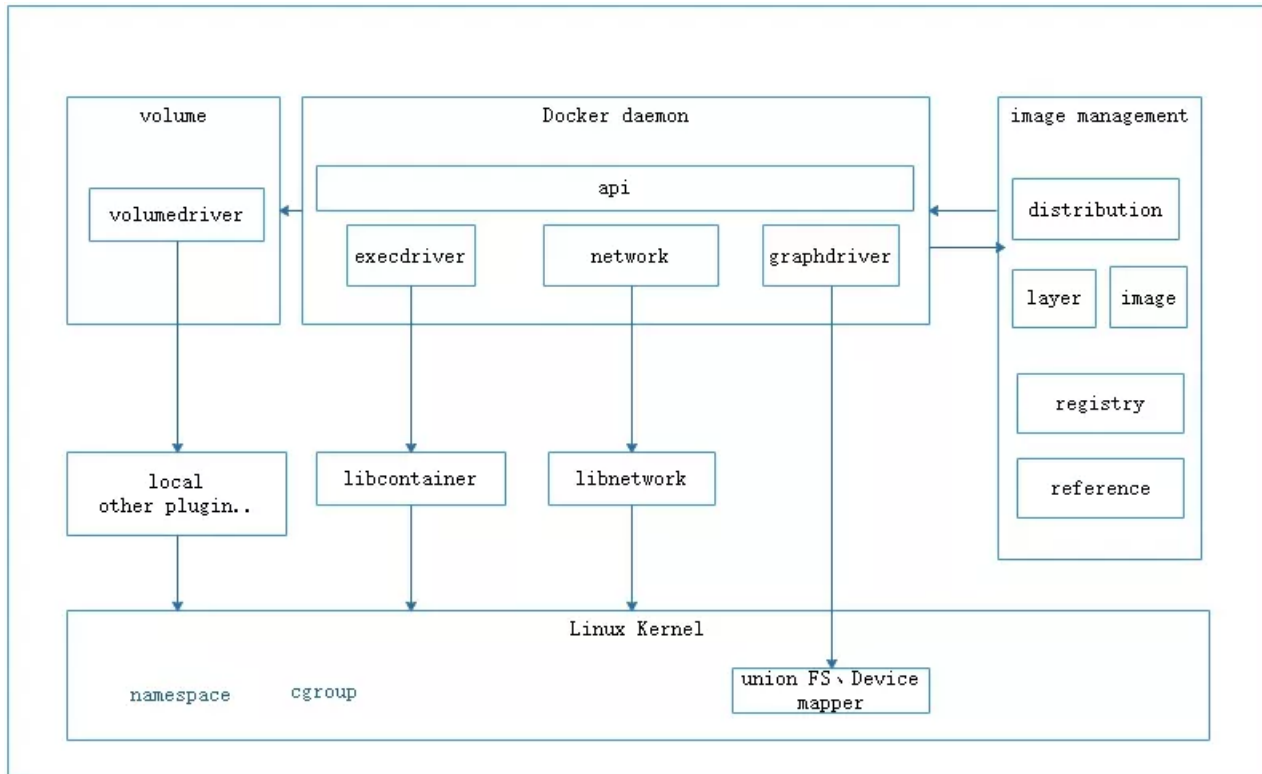 volume
Docker daemon
image management
api
volumedriver
distribution
execdriver
network
graphdriver
layer
image
registry
reference
local
other plugin..
libcontainer
libnetwork
Linux Kernel
namespace
cgroup
union FS、Device
mapper